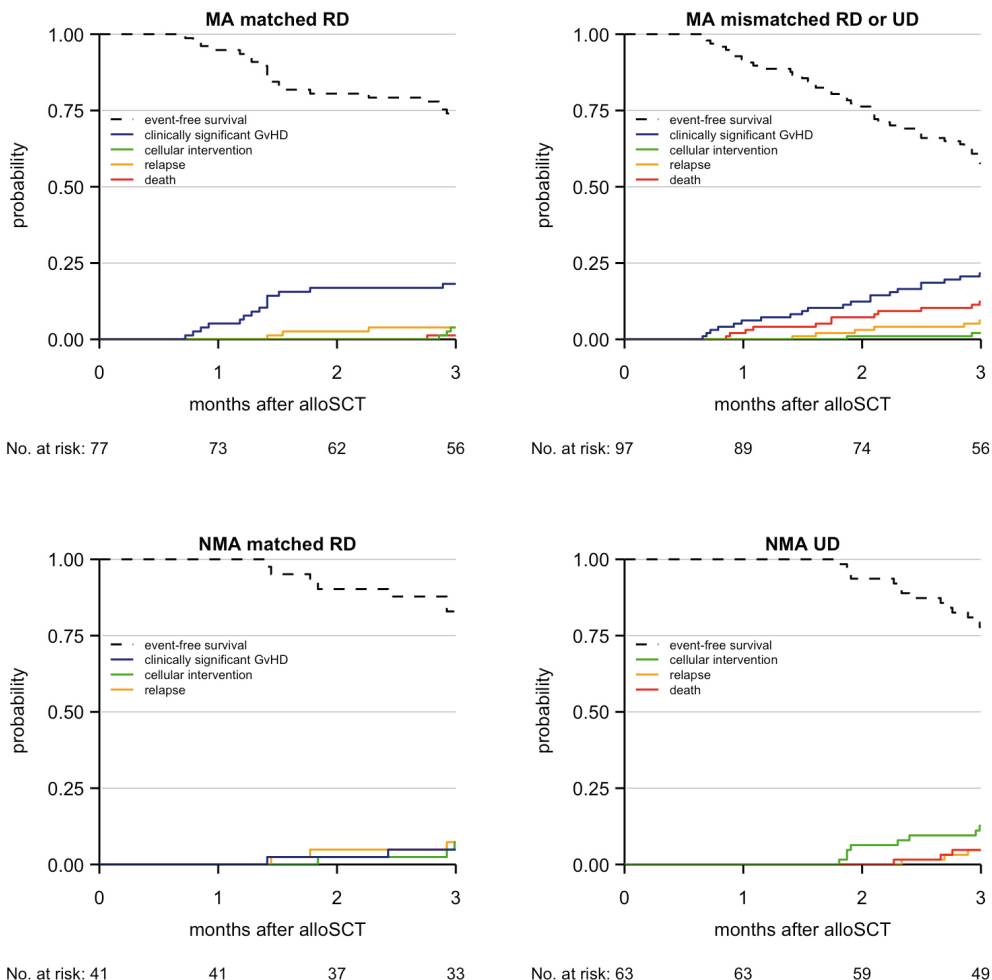 MA matched RD
1.00
0.75
0.50
0.25
0.00
probability
event-free survival
clinically significant GvHD
cellular intervention
relapse
death
0 1 2 3
months after alloSCT
No. at risk: 77 73 62 56
MA mismatched RD or UD
1.00
0.75
0.50
0.25
0.00
probability
event-free survival
clinically significant GvHD
cellular intervention
relapse
death
0 1 2 3
months after alloSCT
No. at risk: 97 89 74 56
NMA matched RD
1.00
0.75
0.50
0.25
0.00
probability
event-free survival
clinically significant GvHD
cellular intervention
relapse
0 1 2 3
months after alloSCT
No. at risk: 41 41 37 33
NMA UD
1.00
0.75
0.50
0.25
0.00
probability
event-free survival
cellular intervention
relapse
death
0 1 2 3
months after alloSCT
No. at risk: 63 63 59 49